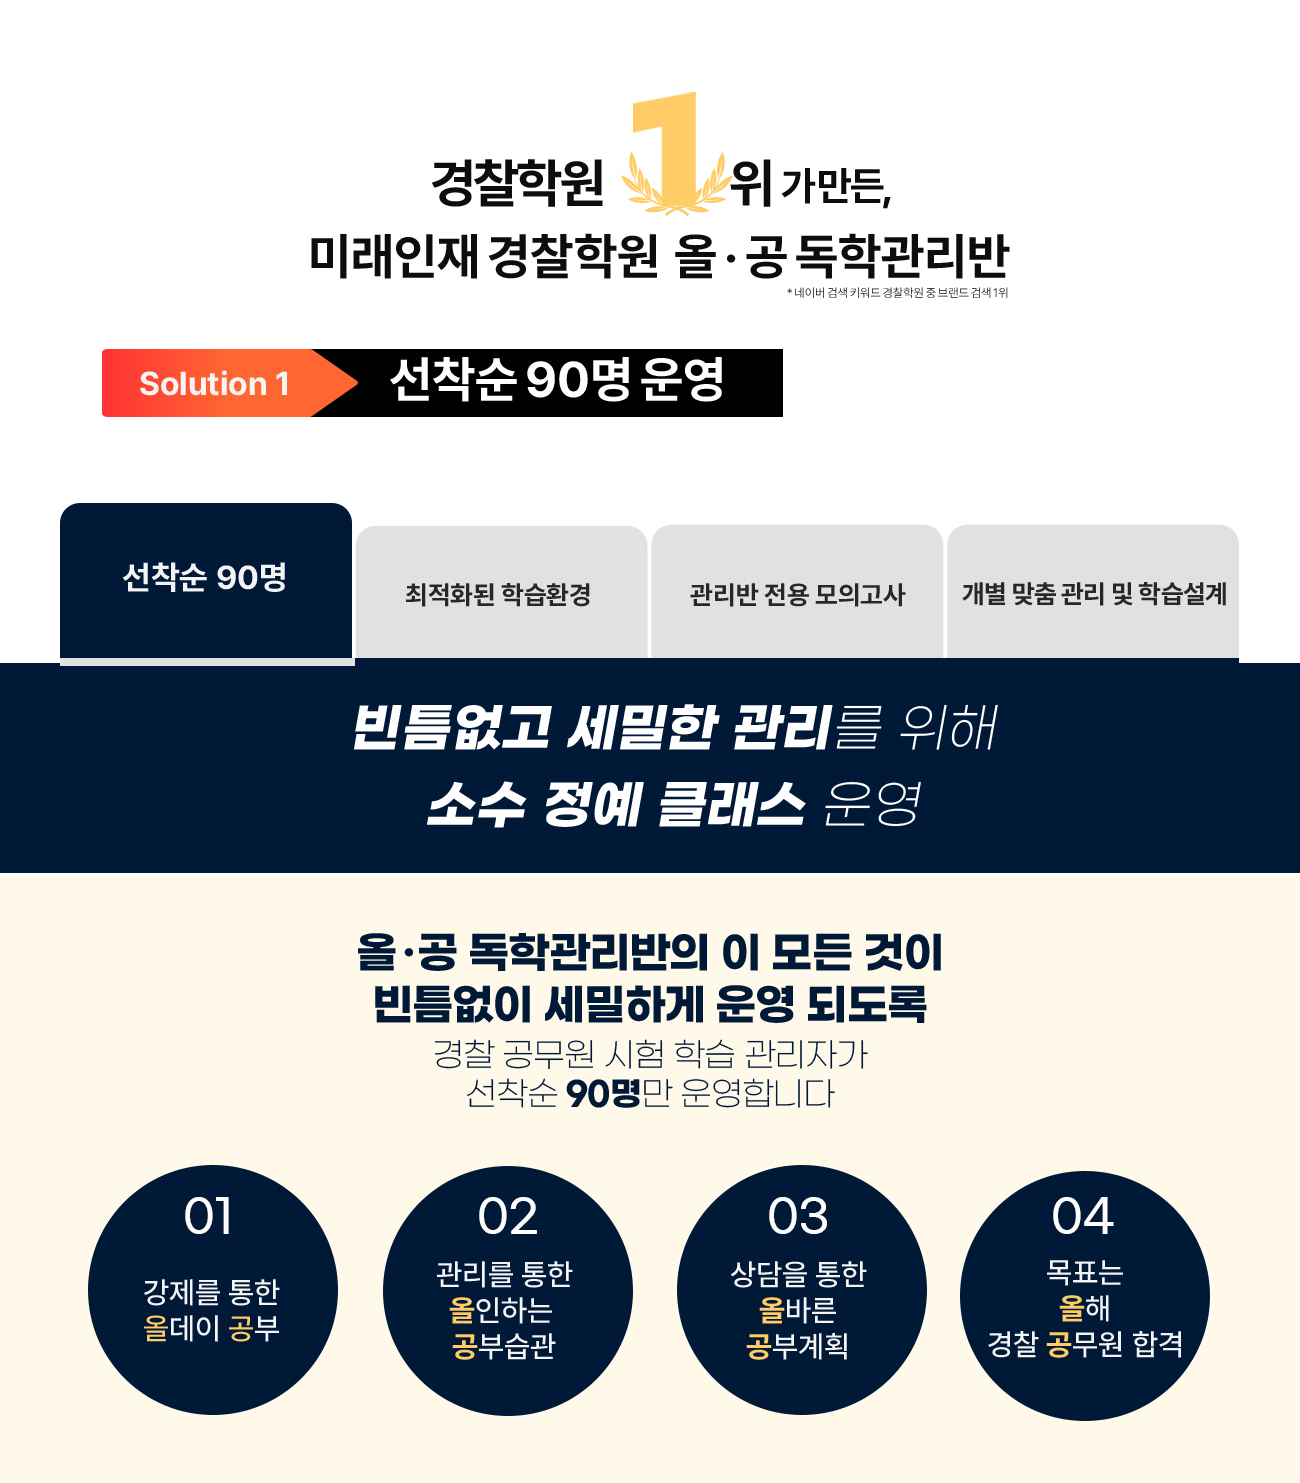 경찰학원 1위 가 만든,
미래인재 경찰학원 올·공 독학관리반
* 네이버 검색 키워드 경찰학원 중 브랜드 검색 1위
Solution 1
선착순 90명 운영
선착순 90명
최적화된 학습환경
관리반 전용 모의고사
개별 맞춤 관리 및 학습설계
빈틈없고 세밀한 관리를 위해
소수 정예 클래스 운영
올·공 독학관리반의 이 모든 것이
빈틈없이 세밀하게 운영 되도록
경찰 공무원 시험 학습 관리자가
선착순 90명만 운영합니다
01
강제를 통한
올데이 공부
02
관리를 통한
올인하는
공부습관
03
상담을 통한
올바른
공부계획
04
목표는
올해
경찰 공무원 합격